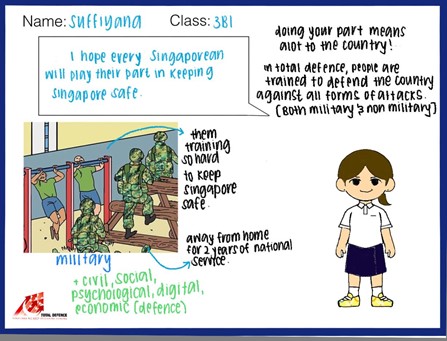 Name: Suffiyana Class: 3B1
I hope every Singaporean
will play their part in keeping
Singapore safe.
doing your part means
alot to the country!
in total defence, people are
trained to defend the country
against all forms of attacks.
(Both military & non military)
them
training
so hard
to keep
singapore
safe.
away from home
for 2 years of national
service.
military
+ civil, social,
psychological, digital,
economic (defence)
TOTAL DEFENCE